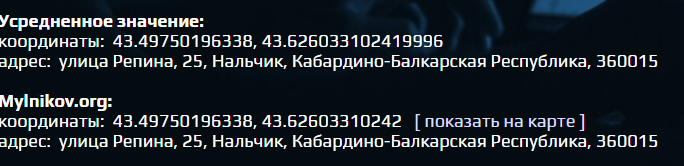 Усредненное значение:
координаты: 43.49750196338, 43.626033102419996
адрес: улица Репина, 25, Нальчик, Кабардино-Балкарская Республика, 360015
Mylnikov.org:
координаты: 43.49750196338, 43.62603310242 [ показать на карте ]
адрес: улица Репина, 25, Нальчик, Кабардино-Балкарская Республика, 360015